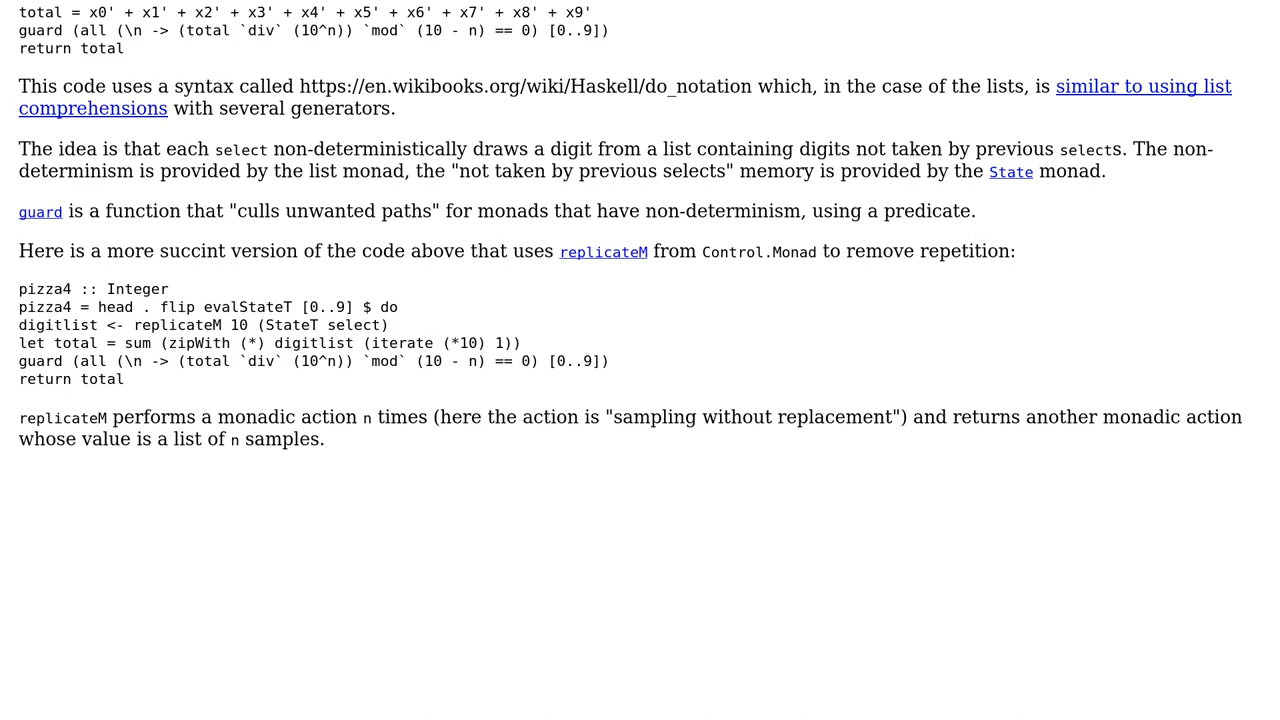 total = x0' + x1' + x2' + x3' + x4' + x5' + x6' + x7' + x8' + x9'
guard (all (\n -> (total `div` (10^n)) `mod` (10 - n) == 0) [0..9])
return total
This code uses a syntax called https://en.wikibooks.org/wiki/Haskell/do_notation which, in the case of the lists, is similar to using list
comprehensions with several generators.
The idea is that each select non-deterministically draws a digit from a list containing digits not taken by previous selects. The non-
determinism is provided by the list monad, the "not taken by previous selects" memory is provided by the State monad.
guard is a function that "culls unwanted paths" for monads that have non-determinism, using a predicate.
Here is a more succint version of the code above that uses replicateM from Control.Monad to remove repetition:
pizza4 :: Integer
pizza4 = head . flip evalStateT [0..9] $ do
digitlist <- replicateM 10 (StateT select)
let total = sum (zipWith (*) digitlist (iterate (*10) 1))
guard (all (\n -> (total `div` (10^n)) `mod` (10 - n) == 0) [0..9])
return total
replicateM performs a monadic action n times (here the action is "sampling without replacement") and returns another monadic action
whose value is a list of n samples.